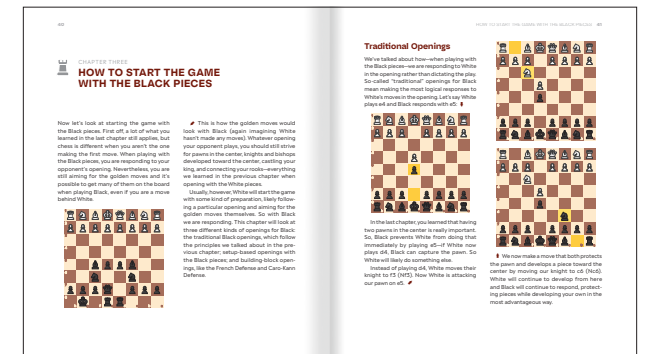 60
CHAPTER THREE
HOW TO START THE GAME
WITH THE BLACK PIECES
Now let's look at starting the game with
the Black pieces. First off, a lot of what you
learned in the last chapter still applies, but
chess is different when you aren't the one
making the first move. When playing with
the Black pieces, you are responding to your
opponent's opening. Nevertheless, you are
still aiming for the golden moves and it's
possible to get many of them on the board
when playing Black, even if you are a move
behind White.
This is how the golden moves would
look with Black (again imagining White
hasn't made any moves). Whatever opening
your opponent plays, you should still strive
for pawns in the center, knights and bishops
developed toward the center, castling your
king, and connecting your rooks—everything
we learned in the previous chapter when
opening with the White pieces.
Usually, however, White will start the game
with some kind of preparation, likely follow-
ing a particular opening and aiming for the
golden moves themselves. So with Black
we are responding. This chapter will look at
three different kinds of openings for Black:
the traditional Black openings, which follow
the principles we talked about in the pre-
vious chapter; setup-based openings with
the Black pieces; and building-block open-
ings, like the French Defense and Caro-Kann
Defense.
HOW TO START THE GAME WITH THE BLACK PIECES 61
Traditional Openings
We've talked about how—when playing with
the Black pieces—we are responding to White
in the opening rather than dictating the play.
So-called "traditional" openings for Black
mean making the most logical responses to
White's moves in the opening. Let's say White
plays e4 and Black responds with e5:
In the last chapter, you learned that having
two pawns in the center is really important.
So, Black prevents White from doing that
immediately by playing e5—if White now
plays d4, Black can capture the pawn. So
White will likely do something else.
Instead of playing d4, White moves their
knight to f3 (Nf3). Now White is attacking
our pawn on e5.
We now make a move that both protects
the pawn and develops a piece toward the
center by moving our knight to c6 (Nc6).
White will continue to develop from here
and Black will continue to respond, protect-
ing pieces while developing your own in the
most advantageous way.